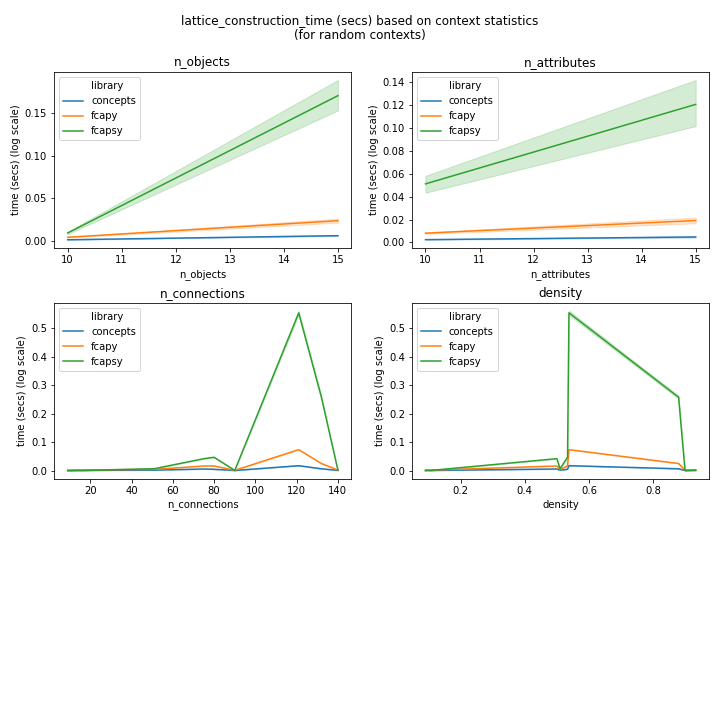 lattice_construction_time (secs) based on context statistics
(for random contexts)
n_objects
time (secs) (log scale)
0.15
0.10
0.05
0.00
library
concepts
fcapy
fcapsy
10 11 12 13 14 15
n_objects
n_attributes
time (secs) (log scale)
0.14
0.12
0.10
0.08
0.06
0.04
0.02
0.00
library
concepts
fcapy
fcapsy
10 11 12 13 14 15
n_attributes
n_connections
time (secs) (log scale)
0.5
0.4
0.3
0.2
0.1
0.0
library
concepts
fcapy
fcapsy
20 40 60 80 100 120 140
n_connections
density
time (secs) (log scale)
0.5
0.4
0.3
0.2
0.1
0.0
library
concepts
fcapy
fcapsy
0.2 0.4 0.6 0.8
density